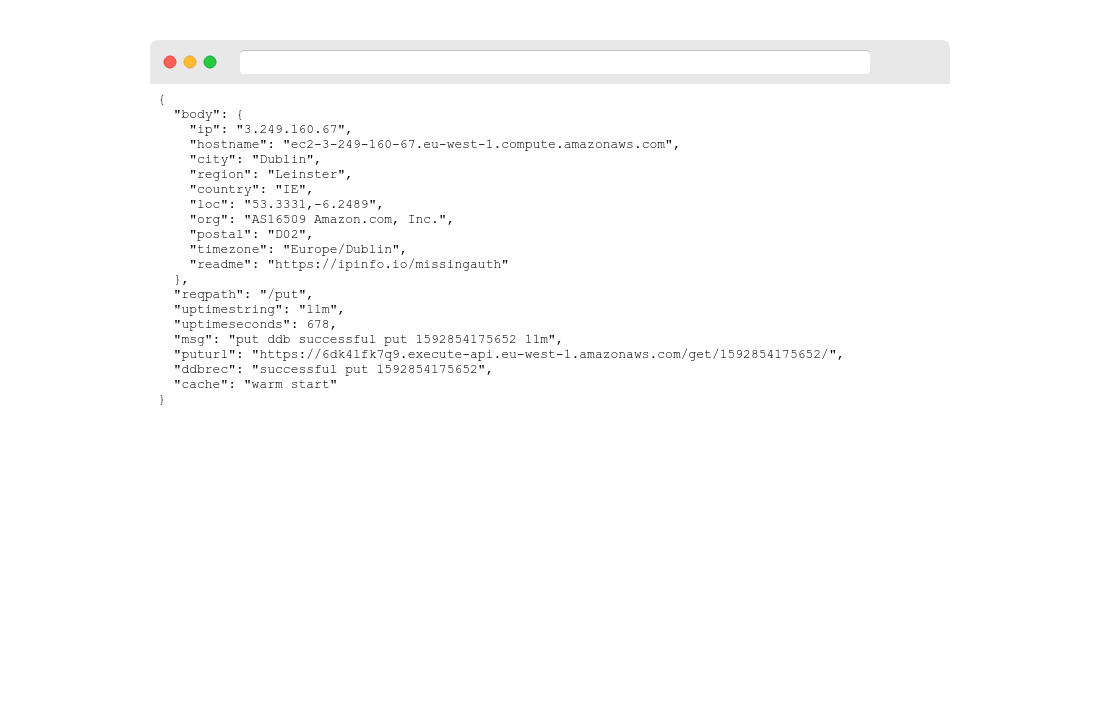 {
  "body": {
    "ip": "3.249.160.67",
    "hostname": "ec2-3-249-160-67.eu-west-1.compute.amazonaws.com",
    "city": "Dublin",
    "region": "Leinster",
    "country": "IE",
    "loc": "53.3331,-6.2489",
    "org": "AS16509 Amazon.com, Inc.",
    "postal": "D02",
    "timezone": "Europe/Dublin",
    "readme": "https://ipinfo.io/missingauth"
  },
  "reqpath": "/put",
  "uptimestring": "11m",
  "uptimeseconds": 678,
  "msg": "put ddb successful put 1592854175652 11m",
  "puturl": "https://6dk4lfk7q9.execute-api.eu-west-1.amazonaws.com/get/1592854175652/",
  "ddbrec": "successful put 1592854175652",
  "cache": "warm start"
}